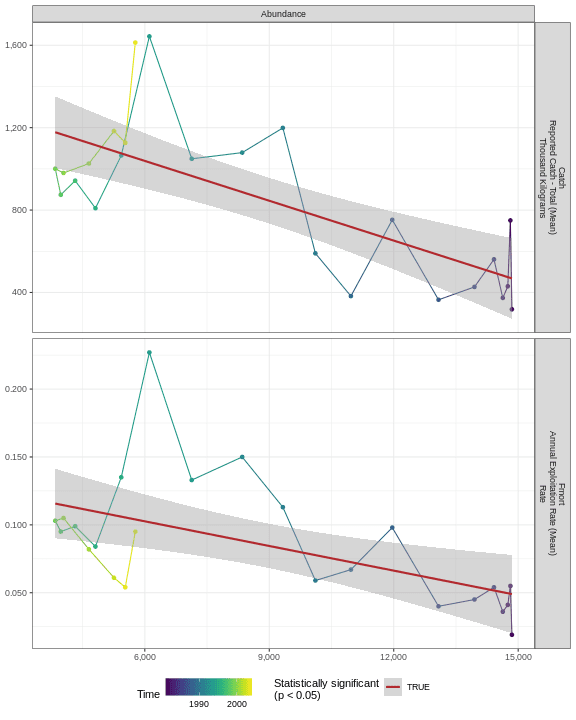 Abundance
1,600
1,200
800
400
Catch
Reported Catch - Total (Mean)
Thousand Kilograms
0.200
0.150
0.100
0.050
Fmort
Annual Exploitation Rate (Mean)
Rate
6,000 9,000 12,000 15,000
Time
1990 2000
Statistically significant
(p < 0.05)
TRUE